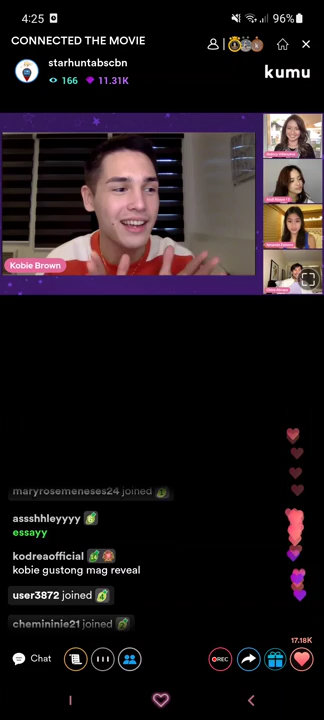 4:25
96%
CONNECTED THE MOVIE
starhuntabscbn
166
11.31K
kumu
Kobie Brown
maryrosemeneses24 joined
assshhleyyyy
essayy
kodreaofficial
kobie gustong mag reveal
user3872 joined
chemininie21 joined
17.18K
Chat
REC